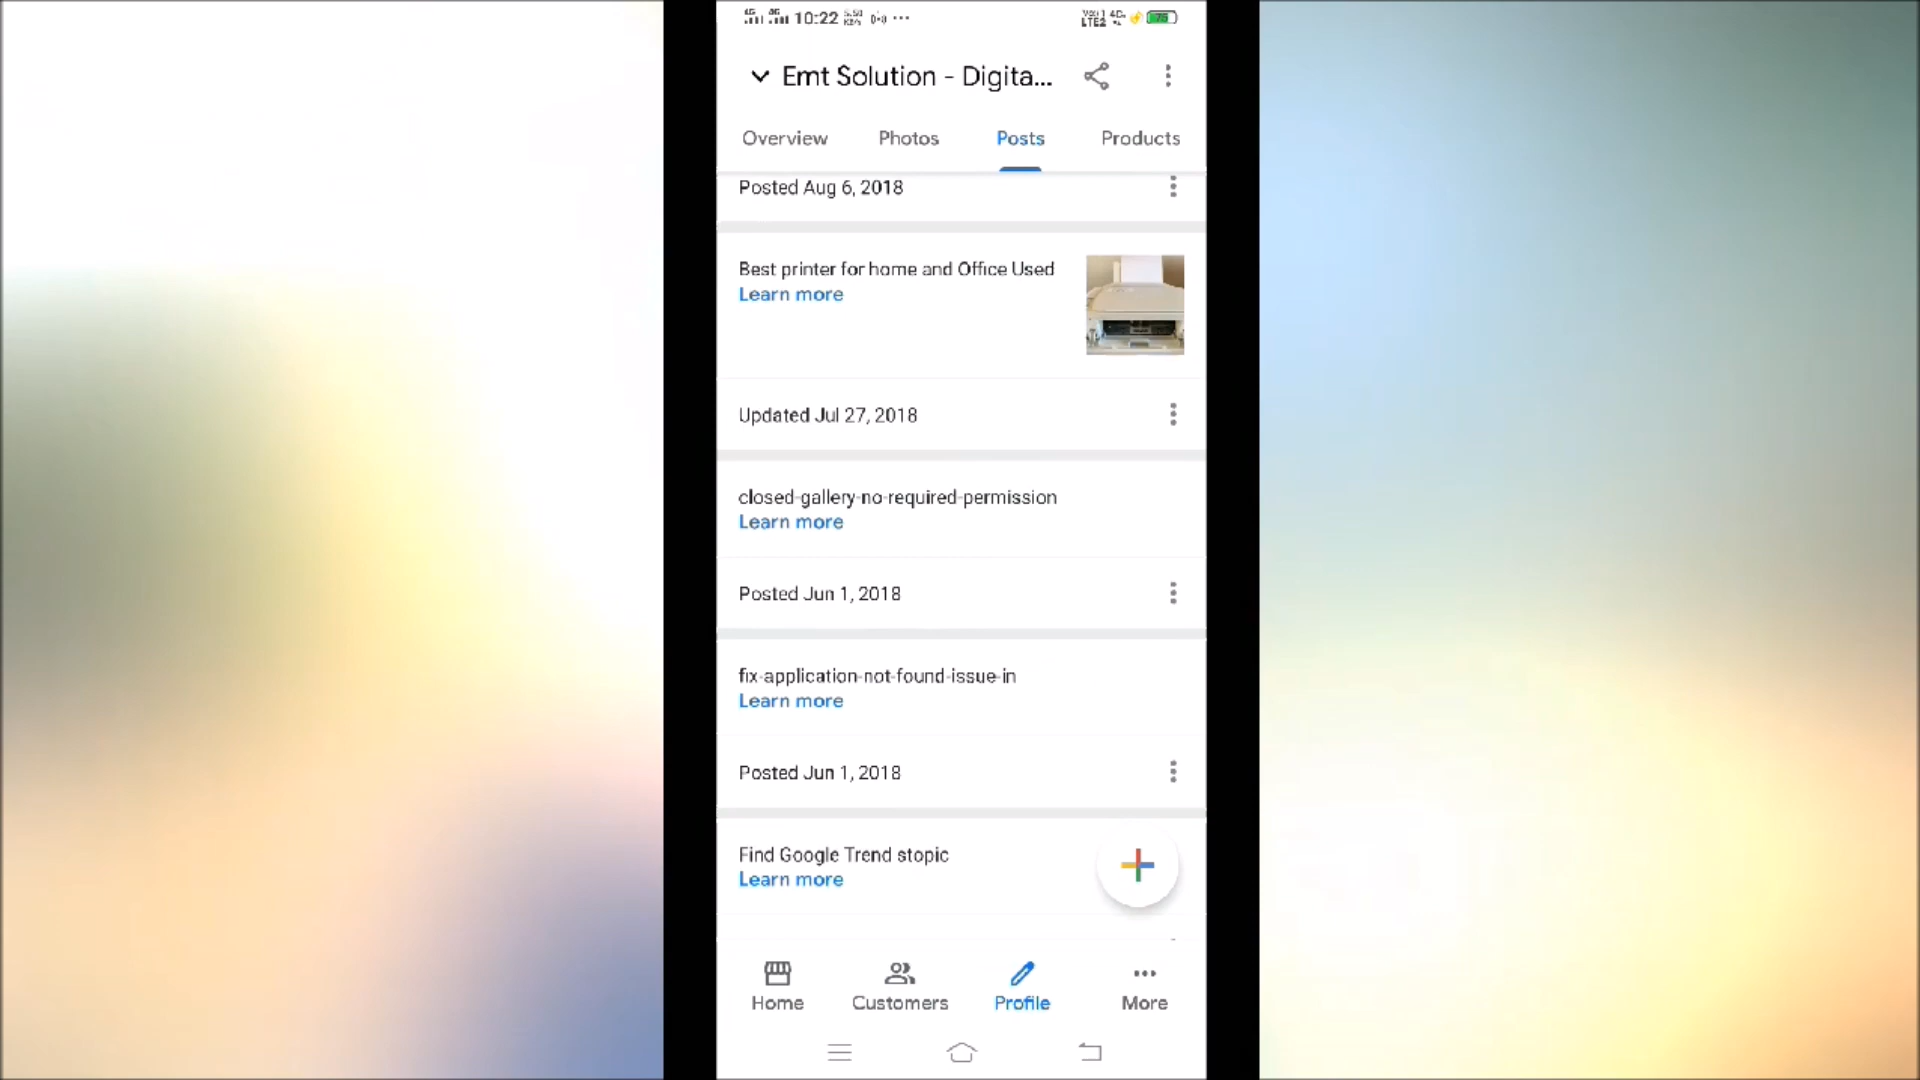 10:22
Emt Solution - Digita...
Overview Photos Posts Products
Posted Aug 6, 2018
Best printer for home and Office Used
Learn more
Updated Jul 27, 2018
closed-gallery-no-required-permission
Learn more
Posted Jun 1, 2018
fix-application-not-found-issue-in
Learn more
Posted Jun 1, 2018
Find Google Trend stopic
Learn more
Home Customers Profile More